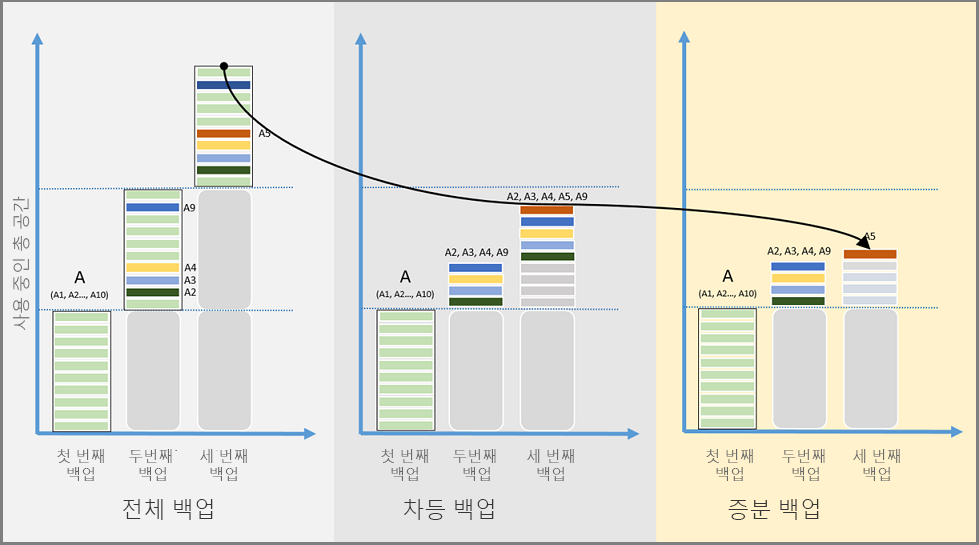 사용 중인 총 공간
A
(A1, A2..., A10)
A9
A4
A3
A2
A5
첫 번째
백업
두번째`
백업
세 번째
백업
전체 백업
A
(A1, A2..., A10)
A2, A3, A4, A9
A2, A3, A4, A5, A9
첫 번째
백업
두번째
백업
세 번째
백업
차등 백업
A
(A1, A2..., A10)
A2, A3, A4, A9
A5
첫 번째
백업
두번째
백업
세 번째
백업
증분 백업